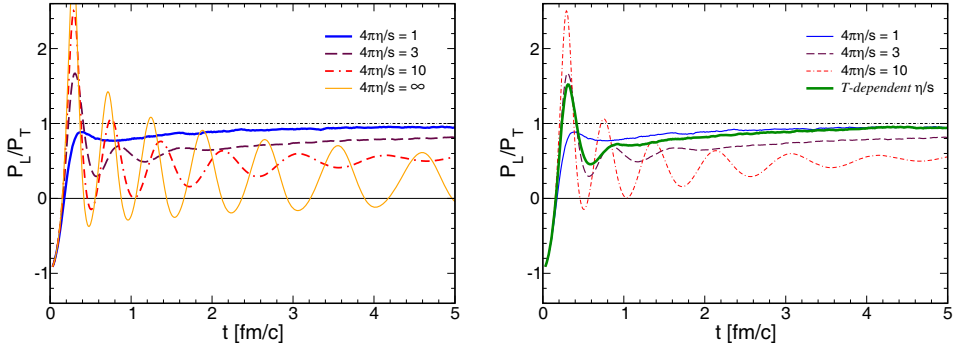 4πη/s = 1
4πη/s = 3
4πη/s = 10
4πη/s = ∞
P_L/P_T
2
1
0
-1
0 1 2 3 4 5
t [fm/c]
4πη/s = 1
4πη/s = 3
4πη/s = 10
T-dependent η/s
P_L/P_T
2
1
0
-1
0 1 2 3 4 5
t [fm/c]